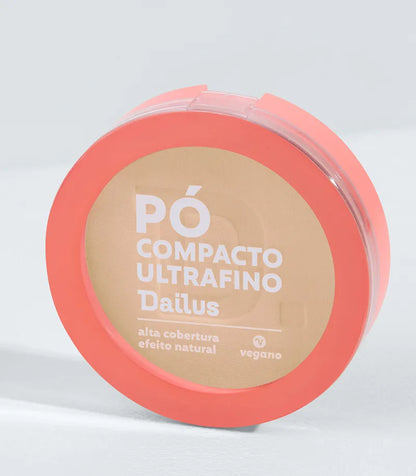 PÓ
COMPACTO
ULTRAFINO
Dailus
alta cobertura
efeito natural
vegano